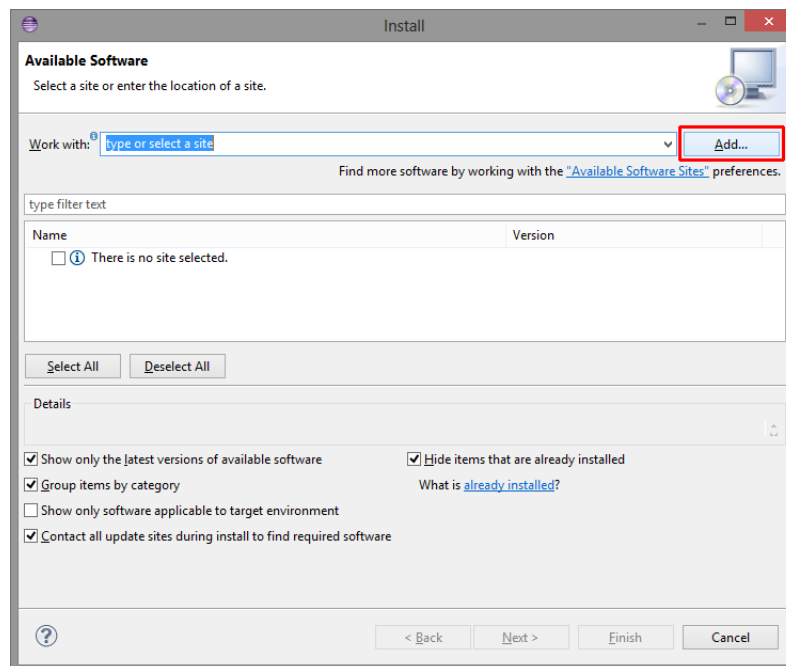 Install
Available Software
Select a site or enter the location of a site.
Work with: type or select a site Add...
Find more software by working with the "Available Software Sites" preferences.
type filter text
Name Version
There is no site selected.
Select All Deselect All
Details
Show only the latest versions of available software Hide items that are already installed
Group items by category What is already installed?
Show only software applicable to target environment
Contact all update sites during install to find required software
? < Back Next > Finish Cancel